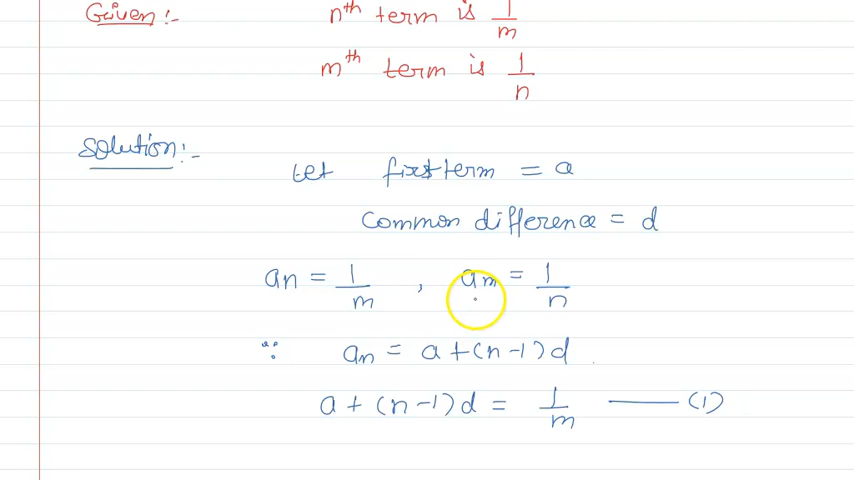 Given:- nth term is 1/m
mth term is 1/n
Solution:-
Let first term = a
Common difference = d
an = 1/m , am = 1/n
∵ an = a + (n-1)d
a + (n-1)d = 1/m —— (1)